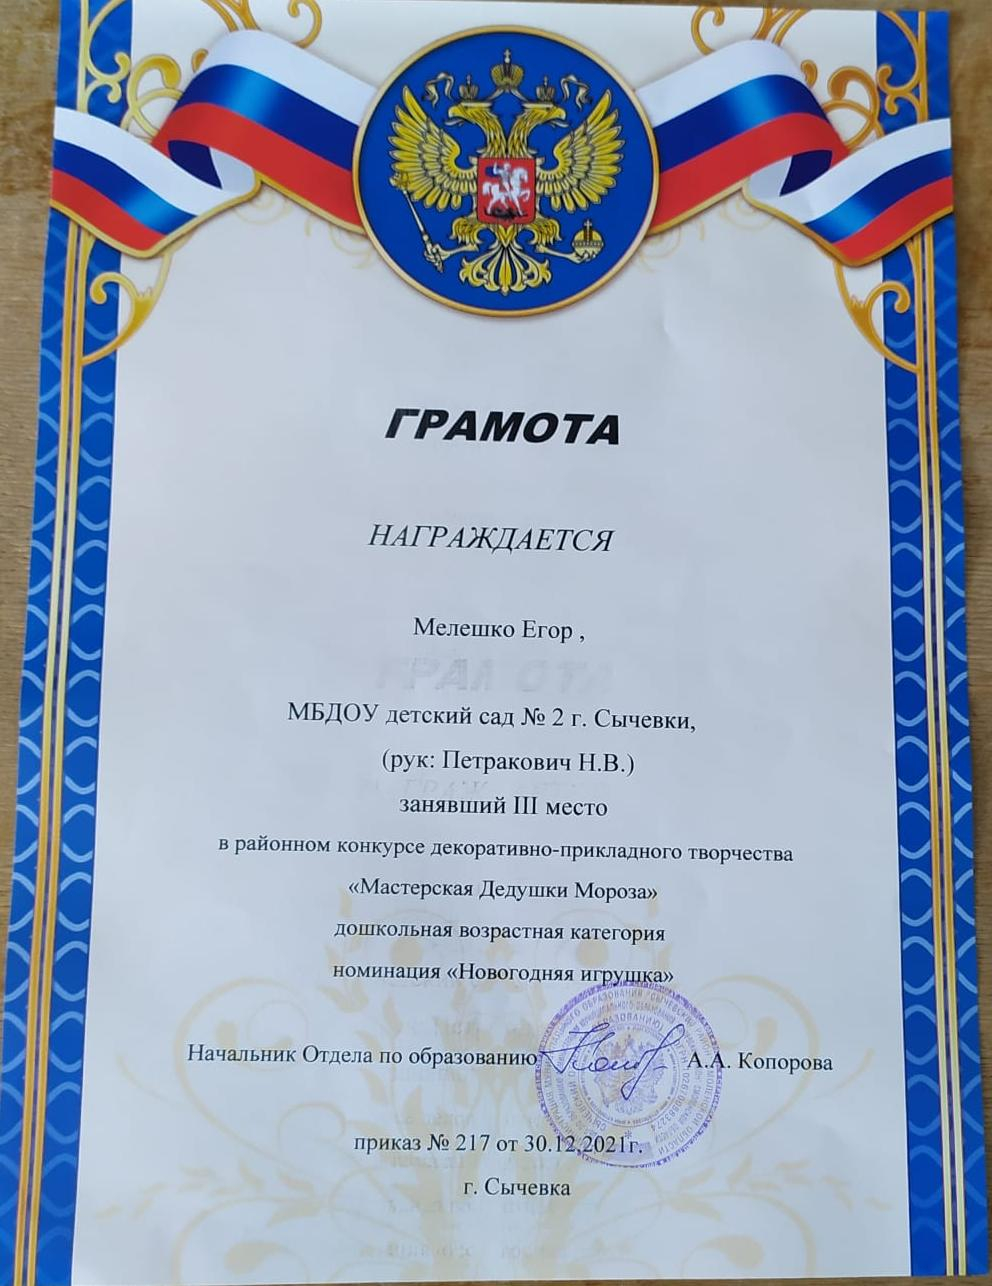 ГРАМОТА
НАГРАЖДАЕТСЯ
Мелешко Егор ,
МБДОУ детский сад № 2 г. Сычевки,
(рук: Петракович Н.В.)
занявший III место
в районном конкурсе декоративно-прикладного творчества
«Мастерская Дедушки Мороза»
дошкольная возрастная категория
номинация «Новогодняя игрушка»
Начальник Отдела по образованию А.А. Копорова
приказ № 217 от 30.12.2021г.
г. Сычевка